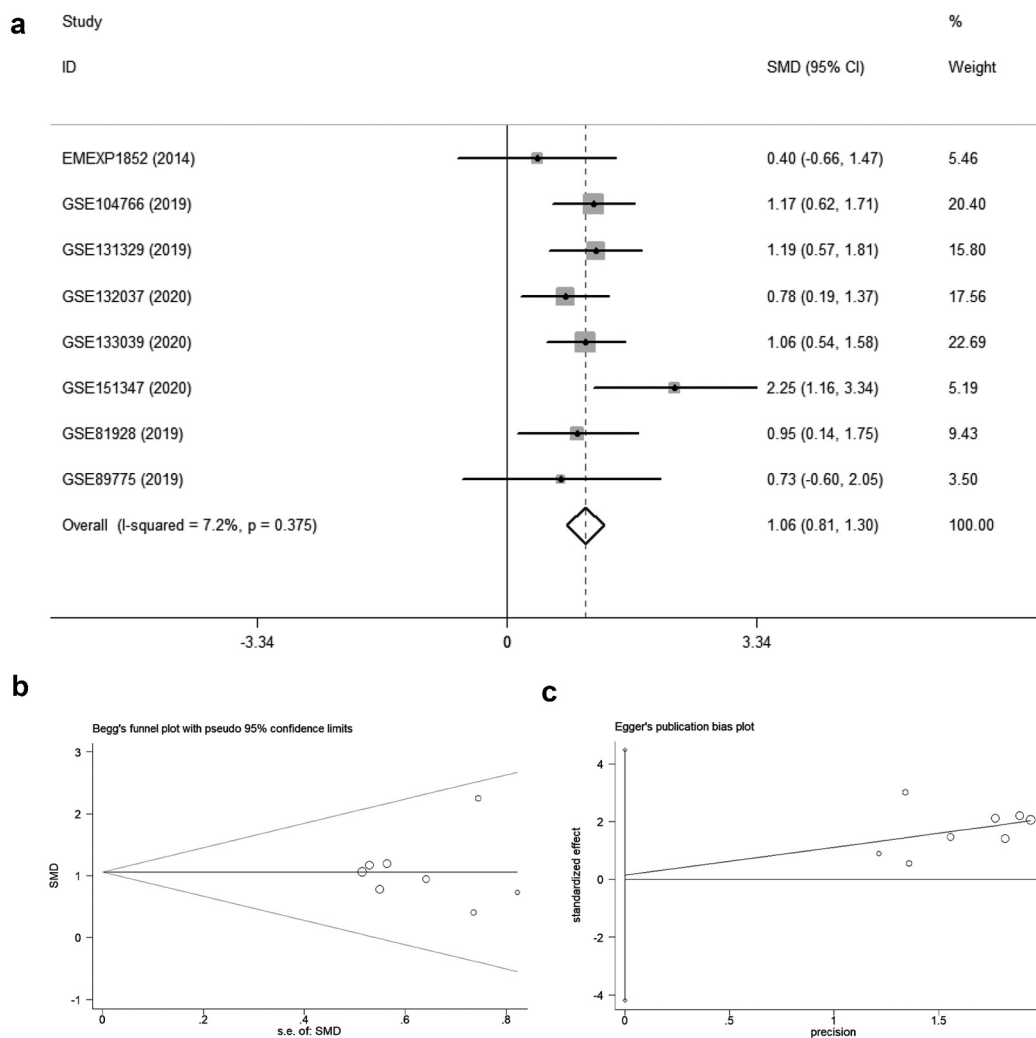 a
Study %
ID SMD (95% CI) Weight
EMEXP1852 (2014) 0.40 (-0.66, 1.47) 5.46
GSE104766 (2019) 1.17 (0.62, 1.71) 20.40
GSE131329 (2019) 1.19 (0.57, 1.81) 15.80
GSE132037 (2020) 0.78 (0.19, 1.37) 17.56
GSE133039 (2020) 1.06 (0.54, 1.58) 22.69
GSE151347 (2020) 2.25 (1.16, 3.34) 5.19
GSE81928 (2019) 0.95 (0.14, 1.75) 9.43
GSE89775 (2019) 0.73 (-0.60, 2.05) 3.50
Overall (I-squared = 7.2%, p = 0.375) 1.06 (0.81, 1.30) 100.00
-3.34 0 3.34
b
Begg's funnel plot with pseudo 95% confidence limits
SMD
3
2
1
0
-1
0 .2 .4 .6 .8
s.e. of: SMD
c
Egger's publication bias plot
standardized effect
4
2
0
-2
-4
0 .5 1 1.5
precision